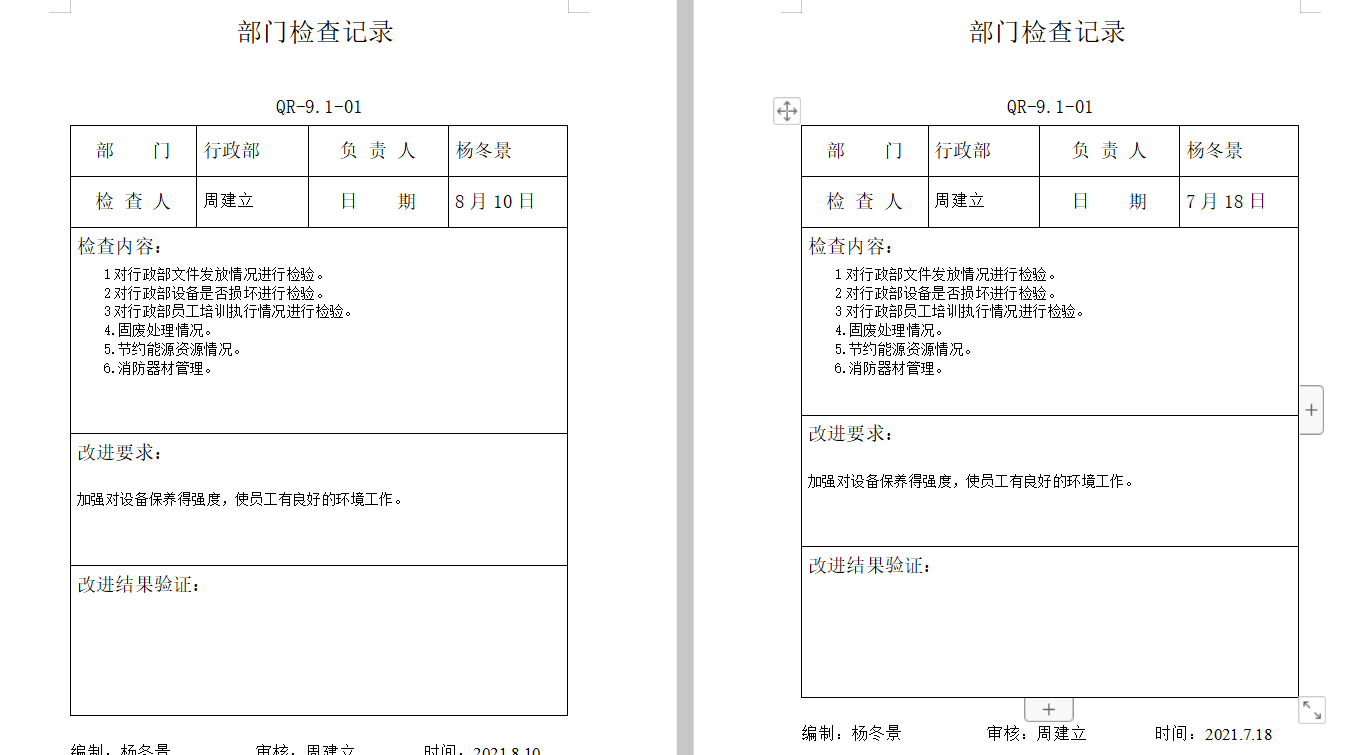 部门检查记录
QR-9.1-01
部 门 行政部 负 责 人 杨冬景
检 查 人 周建立 日 期 8月10日
检查内容：
1对行政部文件发放情况进行检验。
2对行政部设备是否损坏进行检验。
3对行政部员工培训执行情况进行检验。
4.固废处理情况。
5.节约能源资源情况。
6.消防器材管理。
改进要求：
加强对设备保养得强度，使员工有良好的环境工作。
改进结果验证：
编制：杨冬景 审核：周建立 时间：2021.8.10
部门检查记录
QR-9.1-01
部 门 行政部 负 责 人 杨冬景
检 查 人 周建立 日 期 7月18日
检查内容：
1对行政部文件发放情况进行检验。
2对行政部设备是否损坏进行检验。
3对行政部员工培训执行情况进行检验。
4.固废处理情况。
5.节约能源资源情况。
6.消防器材管理。
改进要求：
加强对设备保养得强度，使员工有良好的环境工作。
改进结果验证：
编制：杨冬景 审核：周建立 时间：2021.7.18